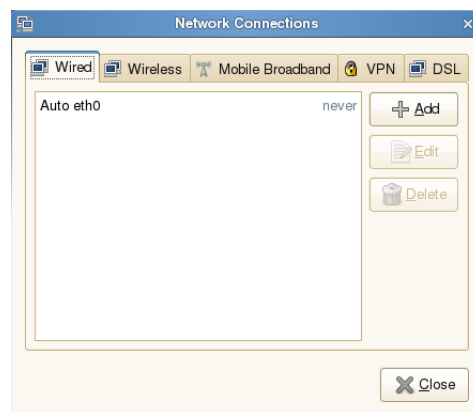 Network Connections
Wired Wireless Mobile Broadband VPN DSL
Auto eth0 never
Add
Edit
Delete
Close